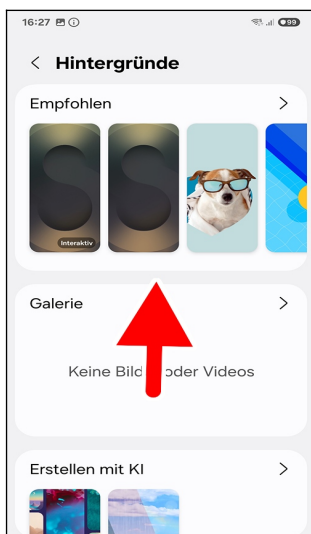 16:27
99
Hintergründe
Empfohlen
Interaktiv
Galerie
Keine Bild oder Videos
Erstellen mit KI